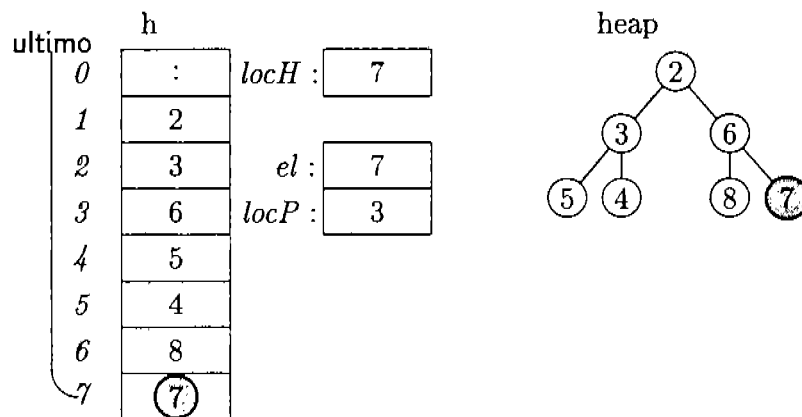 h heap
ultimo
0 : locH : 7 2
1 2 3 6
2 3 el : 7
3 6 locP : 3 5 4 8 7
4 5
5 4
6 8
7 7